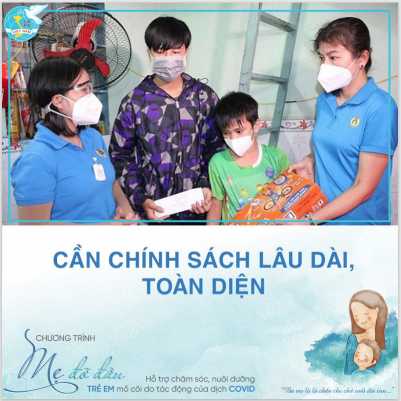 CẦN CHÍNH SÁCH LÂU DÀI,
TOÀN DIỆN
CHƯƠNG TRÌNH
Mẹ đỡ đầu
Hỗ trợ chăm sóc, nuôi dưỡng
TRẺ EM mồ côi do tác động của dịch COVID